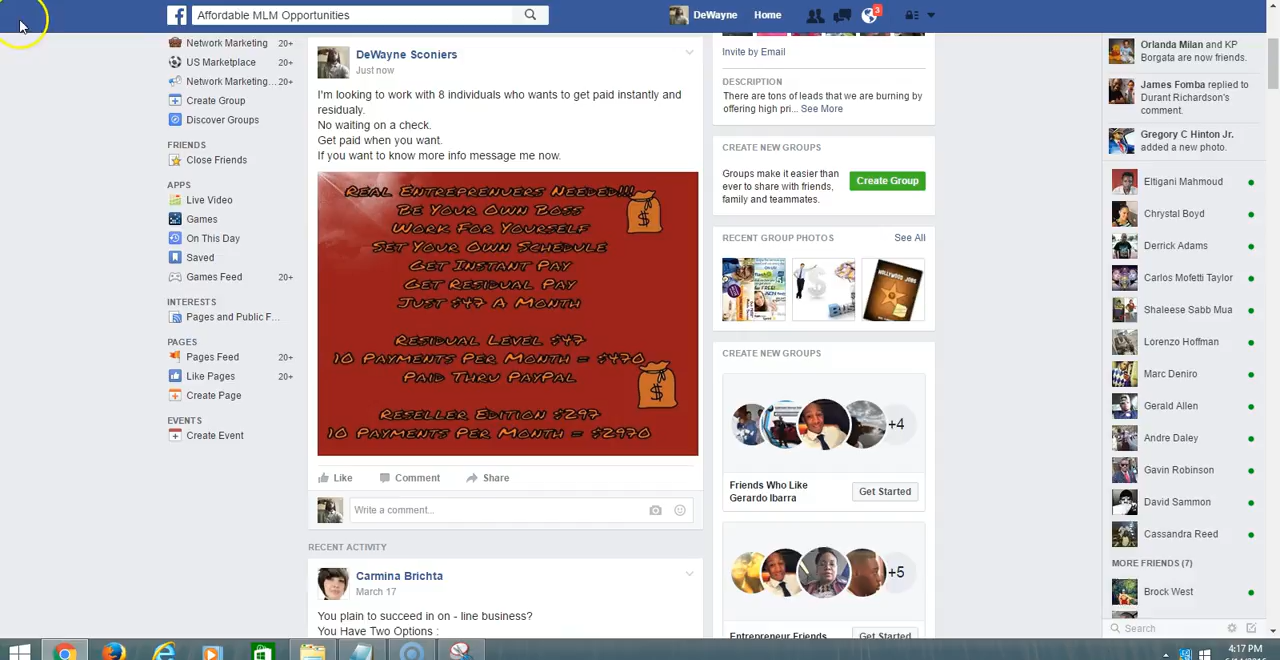 Affordable MLM Opportunities
DeWayne
Home
3
Network Marketing 20+
US Marketplace 20+
Network Marketing... 20+
Create Group
Discover Groups
FRIENDS
Close Friends
APPS
Live Video
Games
On This Day
Saved
Games Feed 20+
INTERESTS
Pages and Public F...
PAGES
Pages Feed 20+
Like Pages 20+
Create Page
EVENTS
Create Event
DeWayne Sconiers
Just now
I'm looking to work with 8 individuals who wants to get paid instantly and
residualy.
No waiting on a check.
Get paid when you want.
If you want to know more info message me now.
Real Entreprenuers Needed!!!
Be Your Own Boss
Work For Yourself
Set Your Own Schedule
Get Instant Pay
Get Residual Pay
Just $47 A Month
Residual Level $47
10 Payments Per Month = $470
Paid Thru PayPal
Reseller Edition $297
10 Payments Per Month = $2970
Like Comment Share
Write a comment...
RECENT ACTIVITY
Carmina Brichta
March 17
You plain to succeed in on - line business?
You Have Two Options :
Invite by Email
DESCRIPTION
There are tons of leads that we are burning by
offering high pri... See More
CREATE NEW GROUPS
Groups make it easier than
ever to share with friends,
family and teammates.
Create Group
RECENT GROUP PHOTOS See All
CREATE NEW GROUPS
+4
Friends Who Like
Gerardo Ibarra
Get Started
+5
Entrepreneur Friends
Get Started
Orlanda Milan and KP
Borgata are now friends.
James Fomba replied to
Durant Richardson's
comment.
Gregory C Hinton Jr.
added a new photo.
Eltigani Mahmoud
Chrystal Boyd
Derrick Adams
Carlos Mofetti Taylor
Shaleese Sabb Mua
Lorenzo Hoffman
Marc Deniro
Gerald Allen
Andre Daley
Gavin Robinson
David Sammon
Cassandra Reed
MORE FRIENDS (7)
Brock West
Search
4:17 PM